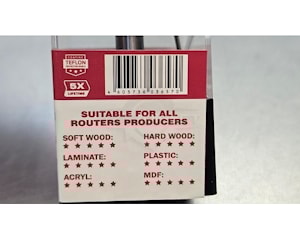 TEFLON
5X
LIFETIME
SUITABLE FOR ALL
ROUTERS PRODUCERS
SOFT WOOD: HARD WOOD:
★ ★ ★ ★ ★ ★ ★ ★ ★ ★
LAMINATE: PLASTIC:
★ ★ ★ ★ ★ ★ ★ ★ ★ ★
ACRYL: MDF:
★ ★ ★ ★ ★ ★ ★ ★ ★ ★